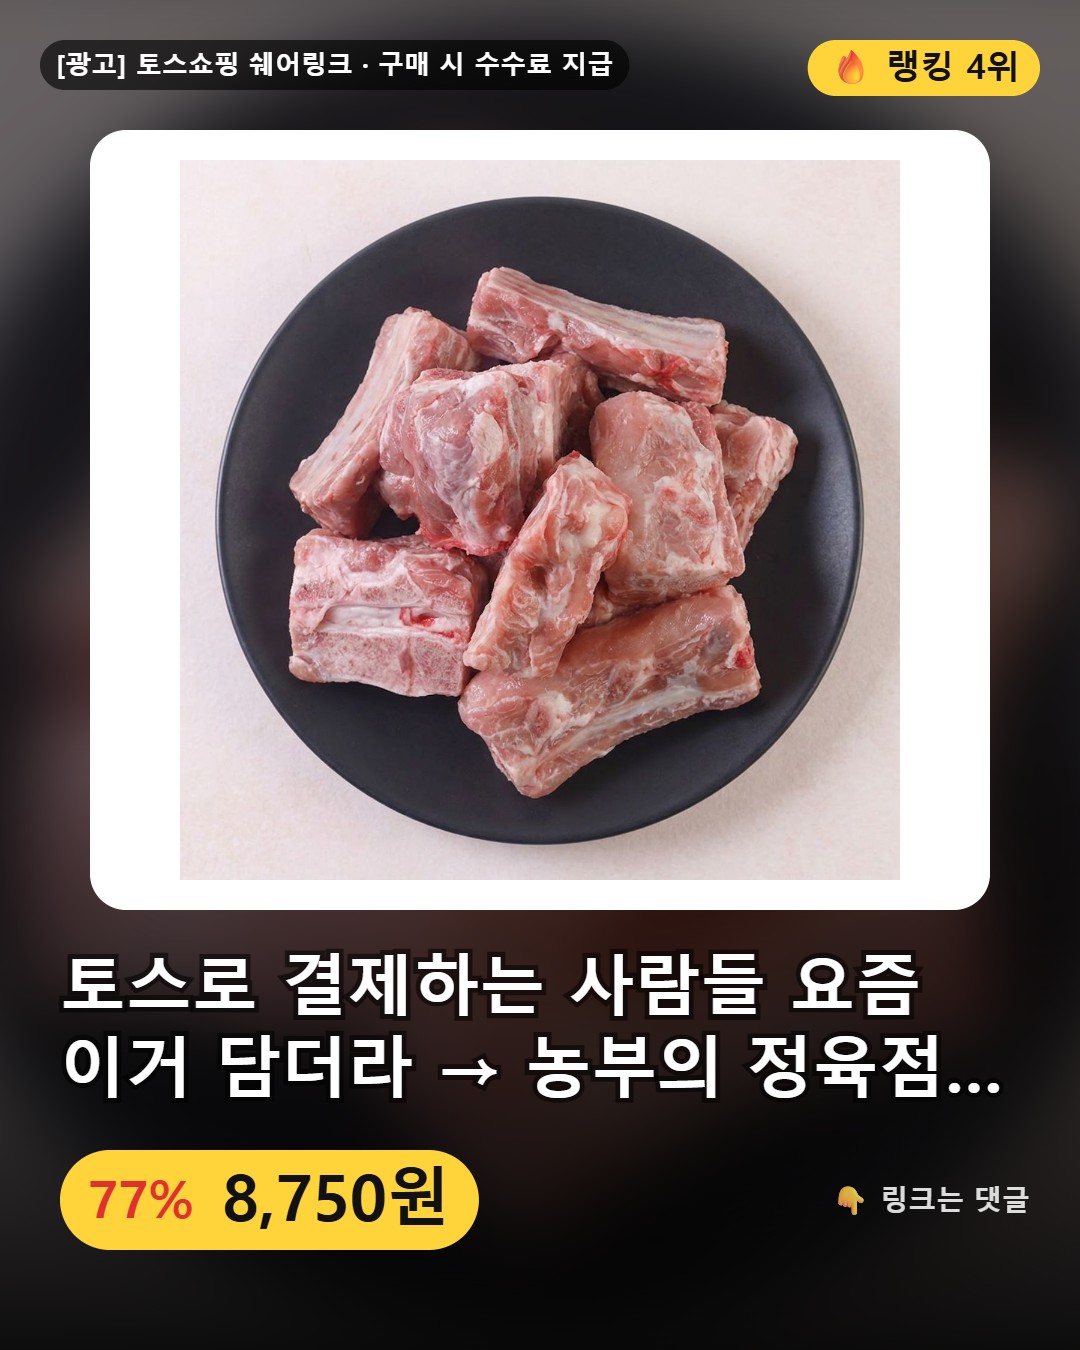 [광고] 토스쇼핑 쉐어링크 · 구매 시 수수료 지급
🔥 랭킹 4위
토스로 결제하는 사람들 요즘
이거 담더라 → 농부의 정육점...
77% 8,750원
👇 링크는 댓글